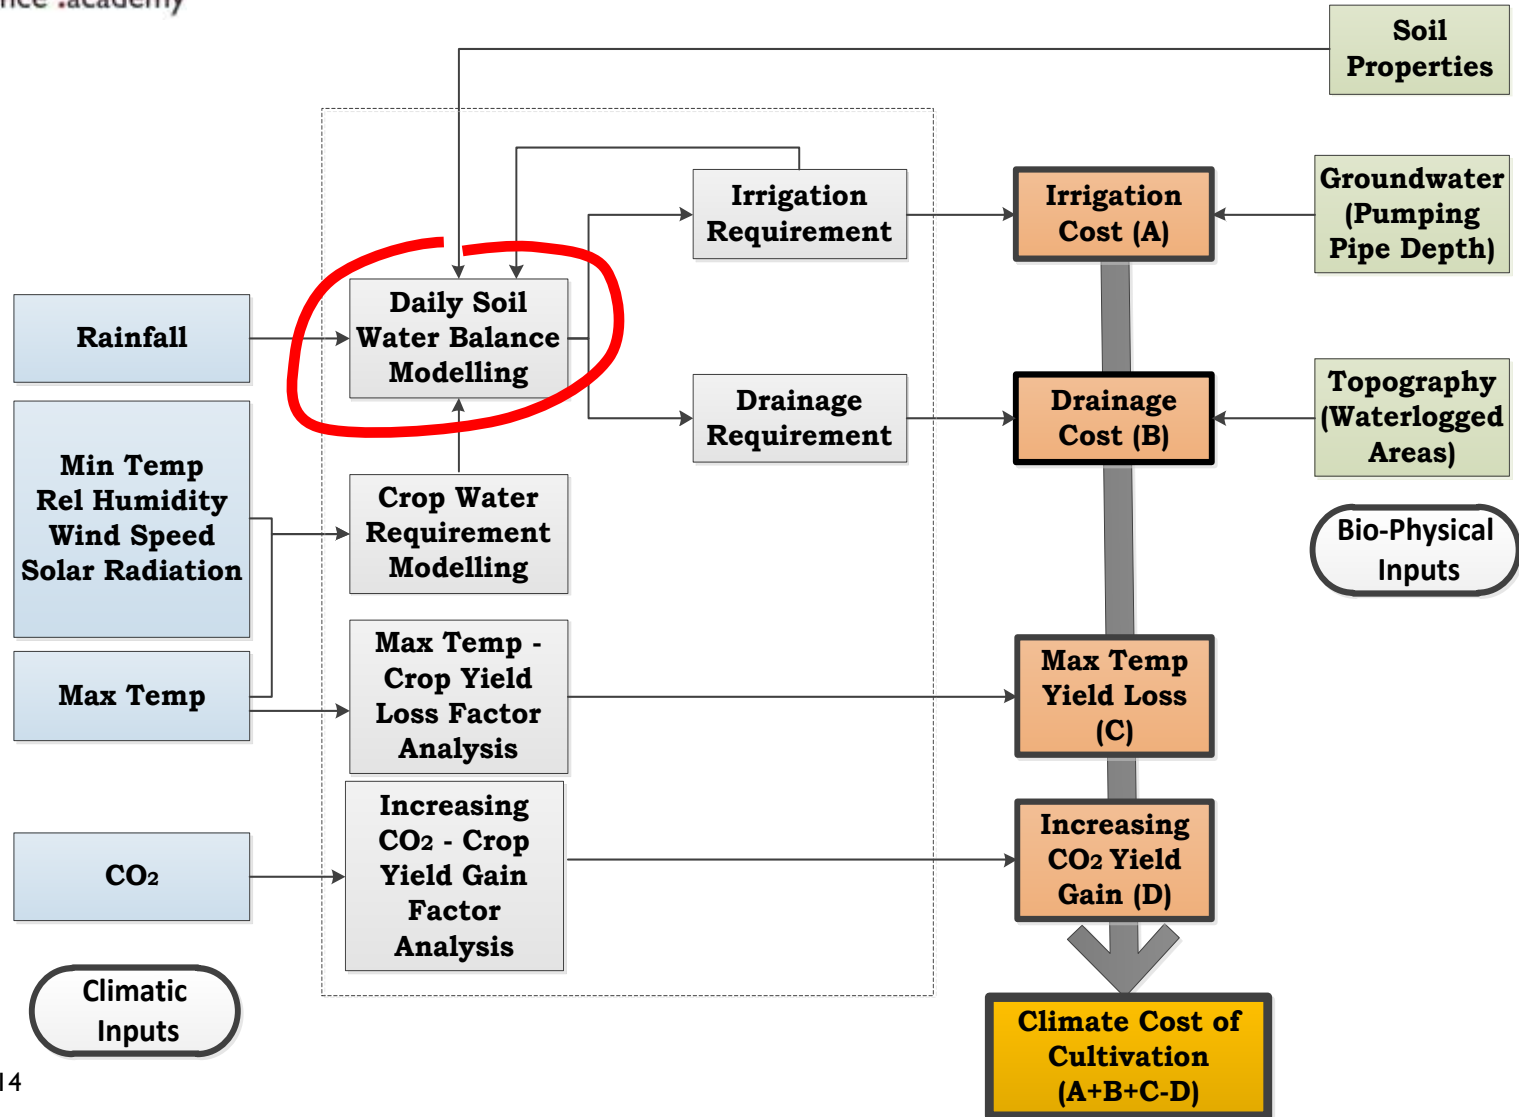 .academy
Soil
Properties
Irrigation
Requirement
Irrigation
Cost (A)
Groundwater
(Pumping
Pipe Depth)
Rainfall
Daily Soil
Water Balance
Modelling
Drainage
Requirement
Drainage
Cost (B)
Topography
(Waterlogged
Areas)
Min Temp
Rel Humidity
Wind Speed
Solar Radiation
Crop Water
Requirement
Modelling
Bio-Physical
Inputs
Max Temp
Max Temp -
Crop Yield
Loss Factor
Analysis
Max Temp
Yield Loss
(C)
CO2
Increasing
CO2 - Crop
Yield Gain
Factor
Analysis
Increasing
CO2 Yield
Gain (D)
Climatic
Inputs
Climate Cost of
Cultivation
(A+B+C-D)
14